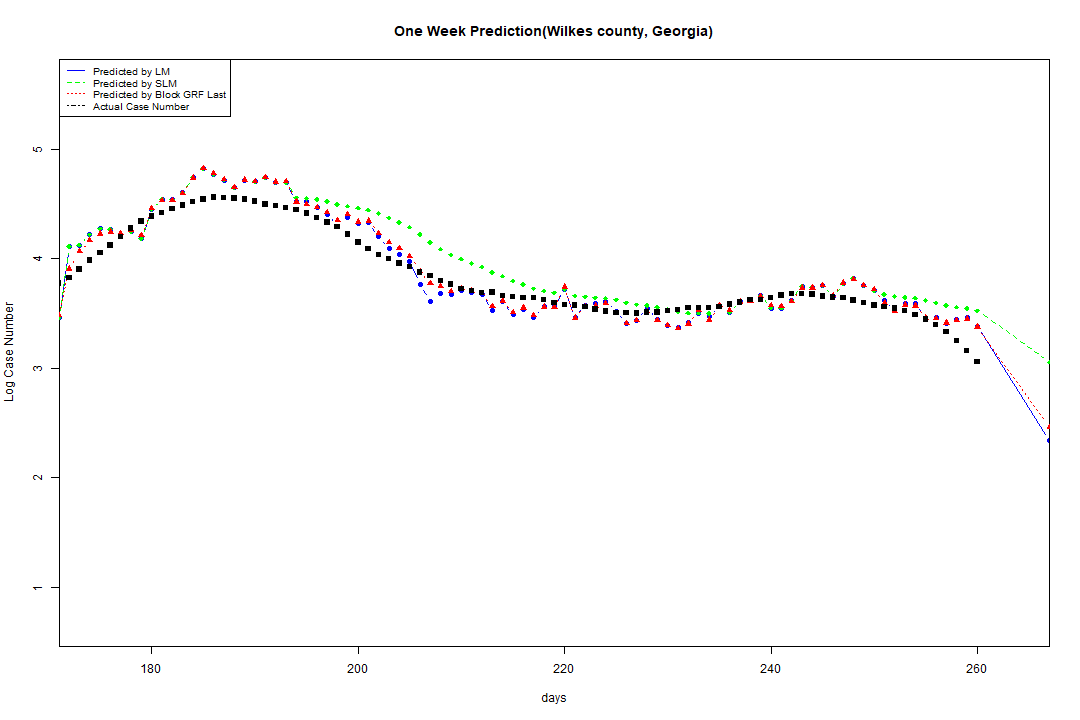 One Week Prediction(Wilkes county, Georgia)
Predicted by LM
Predicted by SLM
Predicted by Block GRF Last
Actual Case Number
5
4
3
2
1
Log Case Number
180 200 220 240 260
days